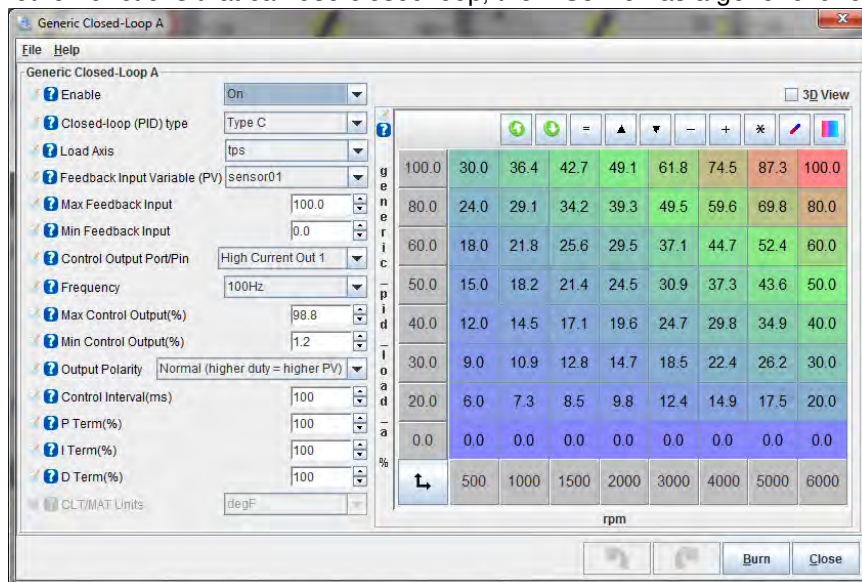 Generic Closed-Loop A
File Help
Generic Closed-Loop A
Enable On
Closed-loop (PID) type Type C
Load Axis tps
Feedback Input Variable (PV) sensor01
Max Feedback Input 100.0
Min Feedback Input 0.0
Control Output Port/Pin High Current Out 1
Frequency 100Hz
Max Control Output(%) 98.8
Min Control Output(%) 1.2
Output Polarity Normal (higher duty = higher PV)
Control Interval(ms) 100
P Term(%) 100
I Term(%) 100
D Term(%) 100
CLT/MAT Units degF
3D View
= - + *
generic_pid_load_a %
100.0 30.0 36.4 42.7 49.1 61.8 74.5 87.3 100.0
80.0 24.0 29.1 34.2 39.3 49.5 59.6 69.8 80.0
60.0 18.0 21.8 25.6 29.5 37.1 44.7 52.4 60.0
50.0 15.0 18.2 21.4 24.5 30.9 37.3 43.6 50.0
40.0 12.0 14.5 17.1 19.6 24.7 29.8 34.9 40.0
30.0 9.0 10.9 12.8 14.7 18.5 22.4 26.2 30.0
20.0 6.0 7.3 8.5 9.8 12.4 14.9 17.5 20.0
0.0 0.0 0.0 0.0 0.0 0.0 0.0 0.0 0.0
500 1000 1500 2000 3000 4000 5000 6000
rpm
Burn Close